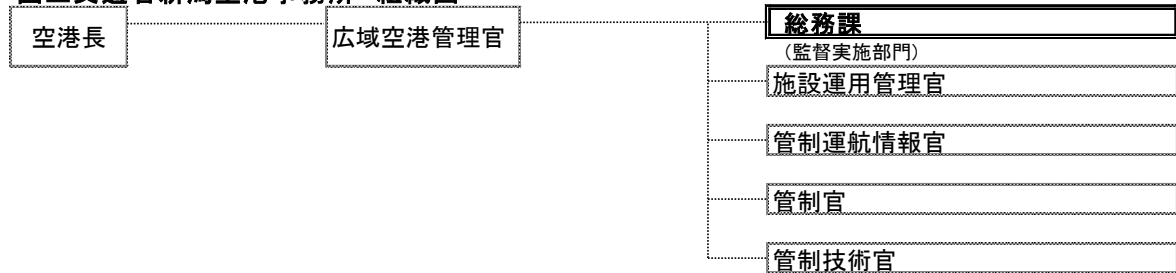 空港長
広域空港管理官
総務課
(監督実施部門)
施設運用管理官
管制運航情報官
管制官
管制技術官